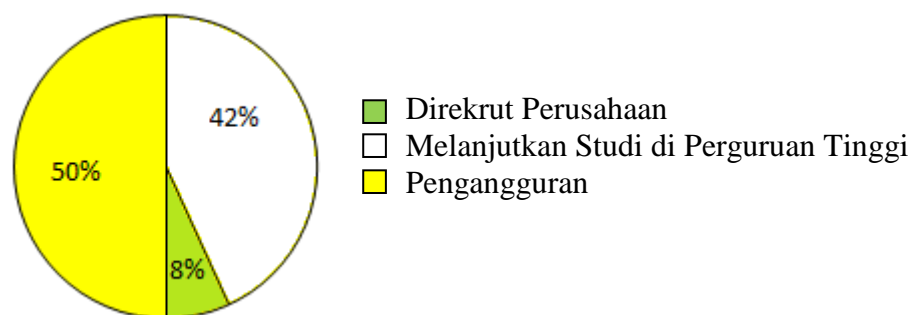 42%
50%
8%
Direkrut Perusahaan
Melanjutkan Studi di Perguruan Tinggi
Pengangguran